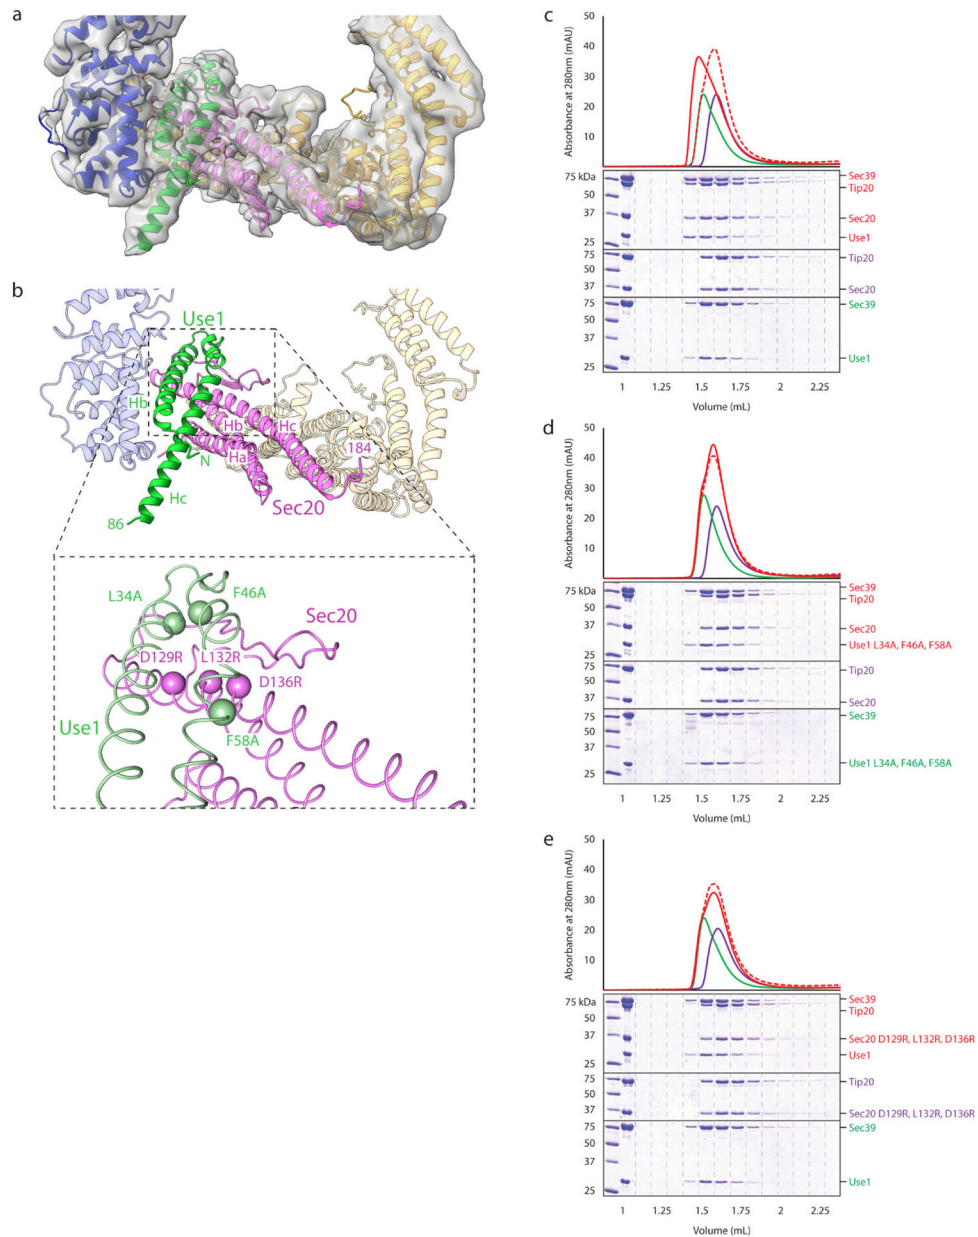 a
b
Use1
Hb
Hb
Hc
184
N
Ha
Hc
Sec20
86
L34A
F46A
Sec20
D129R
L132R
D136R
Use1
F58A
c
Absorbance at 280nm (mAU)
50
40
30
20
10
75 kDa
50
37
25
75
50
37
75
50
37
25
Sec39
Tip20
Sec20
Use1
Tip20
Sec20
Sec39
Use1
1 1.25 1.5 1.75 2 2.25
Volume (mL)
d
Absorbance at 280nm (mAU)
50
40
30
20
10
75 kDa
50
37
25
75
50
37
75
50
37
25
Sec39
Tip20
Sec20
Use1 L34A, F46A, F58A
Tip20
Sec20
Sec39
Use1 L34A, F46A, F58A
1 1.25 1.5 1.75 2 2.25
Volume (mL)
e
Absorbance at 280nm (mAU)
50
40
30
20
10
75 kDa
50
37
25
75
50
37
75
50
37
25
Sec39
Tip20
Sec20 D129R, L132R, D136R
Use1
Tip20
Sec20 D129R, L132R, D136R
Sec39
Use1
1 1.25 1.5 1.75 2 2.25
Volume (mL)